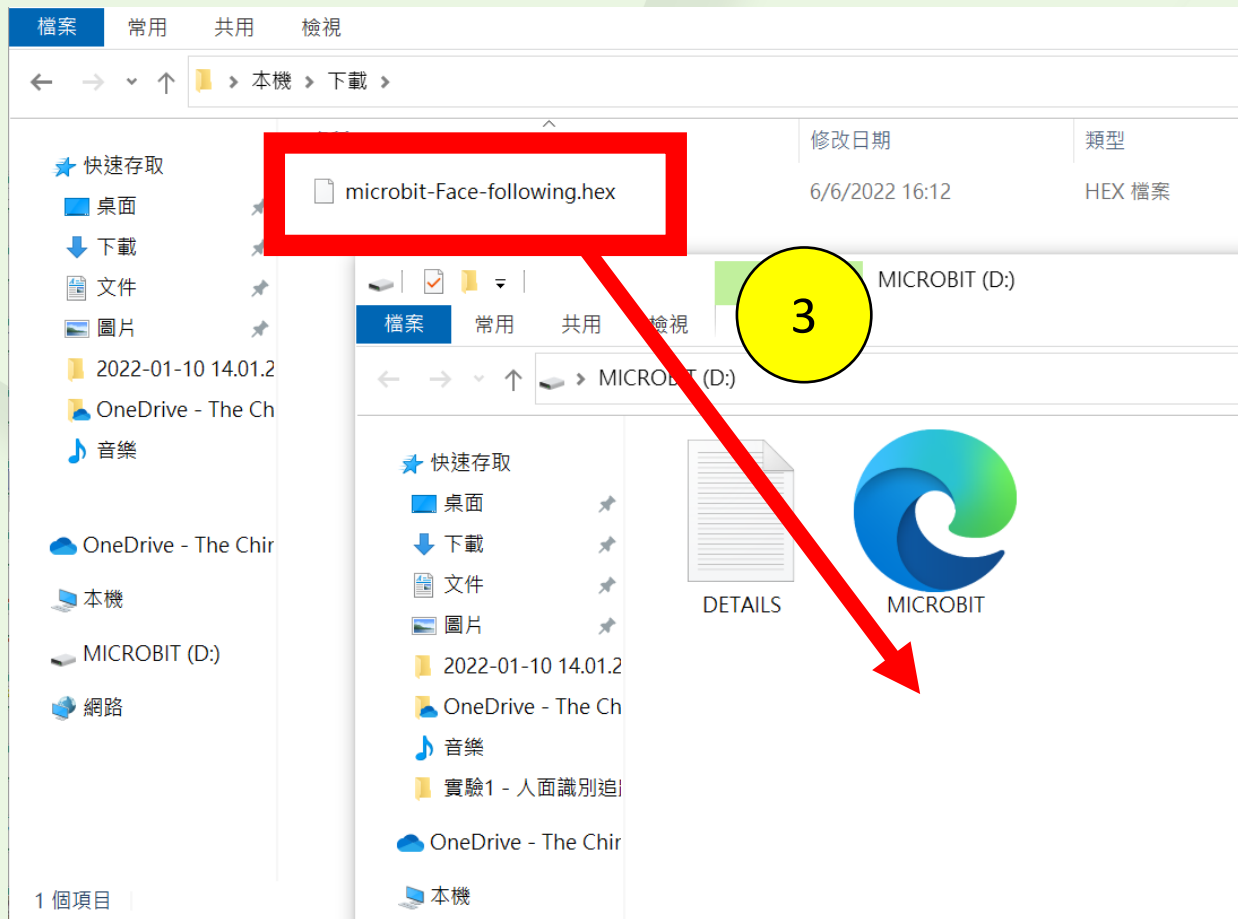 檔案 常用 共用 檢視
本機 下載
修改日期 類型
快速存取
microbit-Face-following.hex 6/6/2022 16:12 HEX 檔案
桌面
下載
文件
圖片
2022-01-10 14.01.2
OneDrive - The Ch
音樂
OneDrive - The Chir
本機
MICROBIT (D:)
網路
1 個項目
3
MICROBIT (D:)
檔案 常用 共用 檢視
MICROBIT (D:)
快速存取
桌面
下載
文件
圖片
2022-01-10 14.01.2
OneDrive - The Ch
音樂
實驗1 - 人面識別追
OneDrive - The Chir
本機
DETAILS
MICROBIT